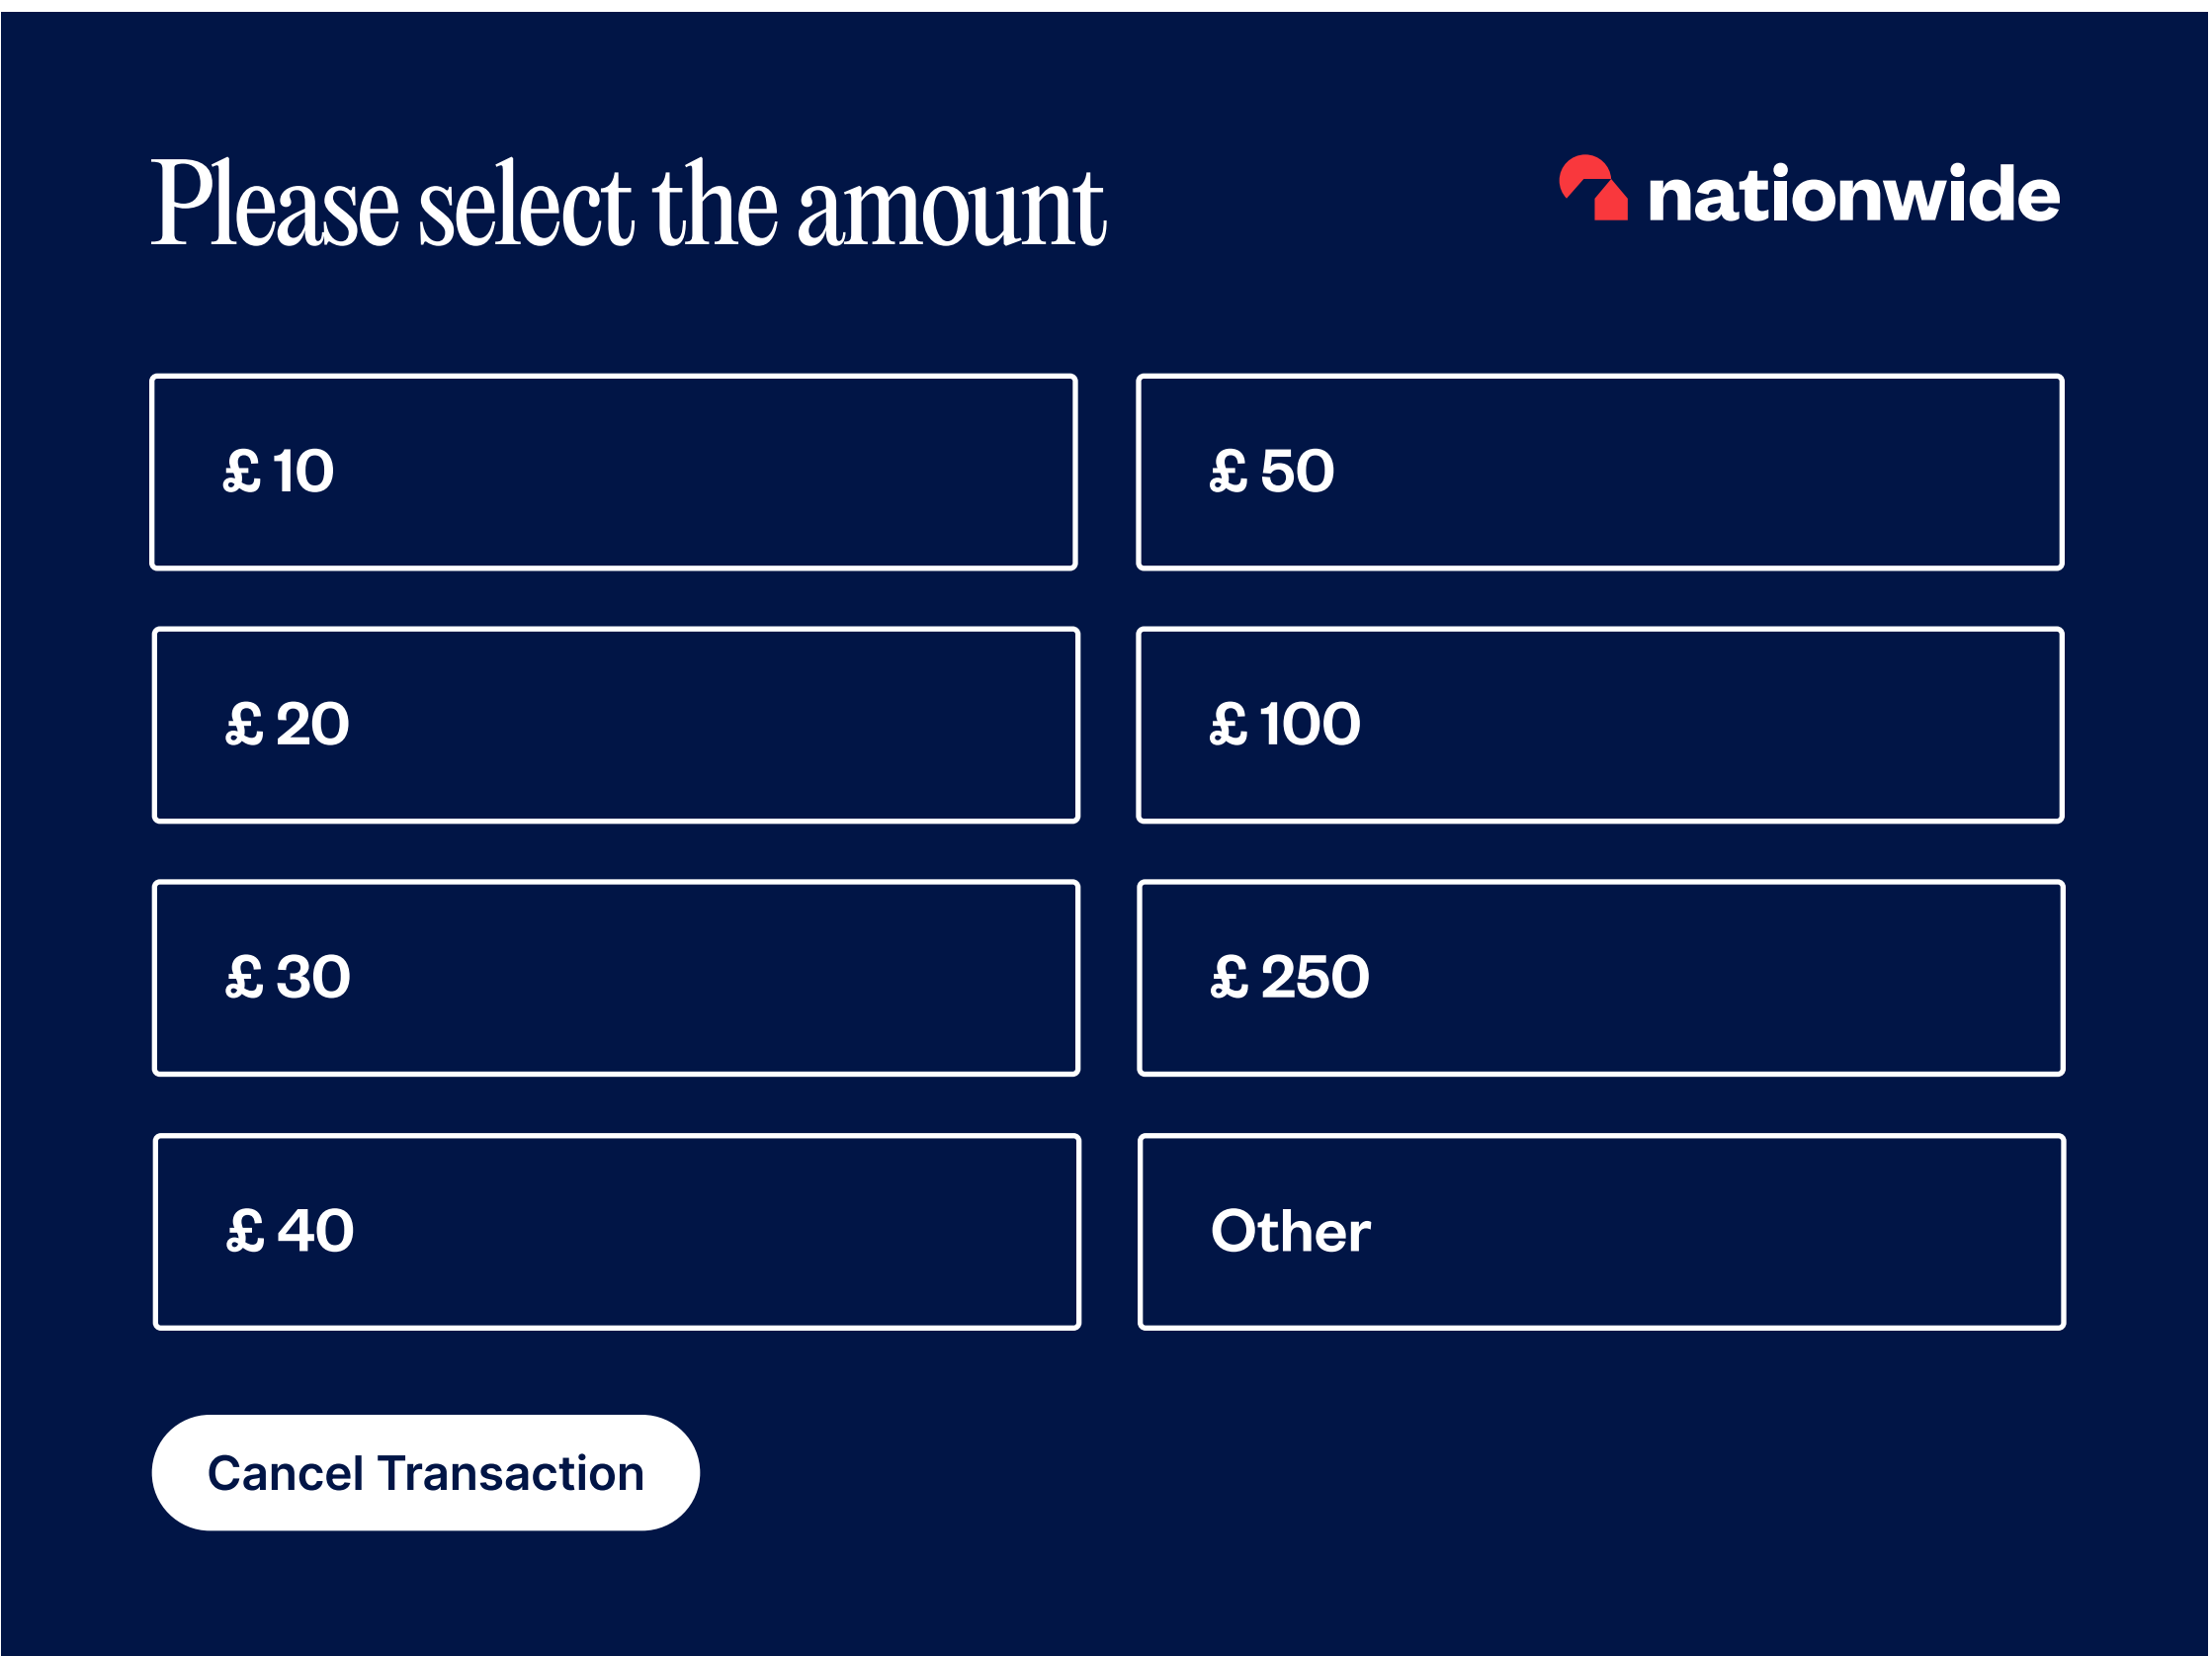 Please select the amount
nationwide
£ 10
£ 50
£ 20
£ 100
£ 30
£ 250
£ 40
Other
Cancel Transaction